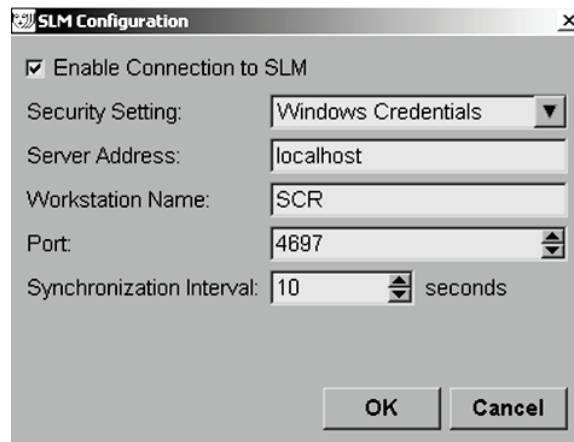 SLM Configuration
Enable Connection to SLM
Security Setting: Windows Credentials
Server Address: localhost
Workstation Name: SCR
Port: 4697
Synchronization Interval: 10 seconds
OK Cancel